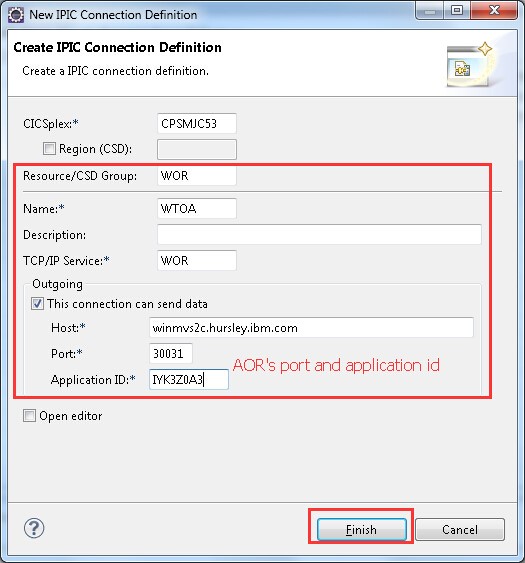 New IPIC Connection Definition
Create IPIC Connection Definition
Create a IPIC connection definition.
CICSplex:* CPSMJC53
Region (CSD):
Resource/CSD Group: WOR
Name:* WTOA
Description:
TCP/IP Service:* WOR
Outgoing
This connection can send data
Host:* winmvs2c.hursley.ibm.com
Port:* 30031
AOR's port and application id
Application ID:* IYK3Z0A3
Open editor
? Finish Cancel